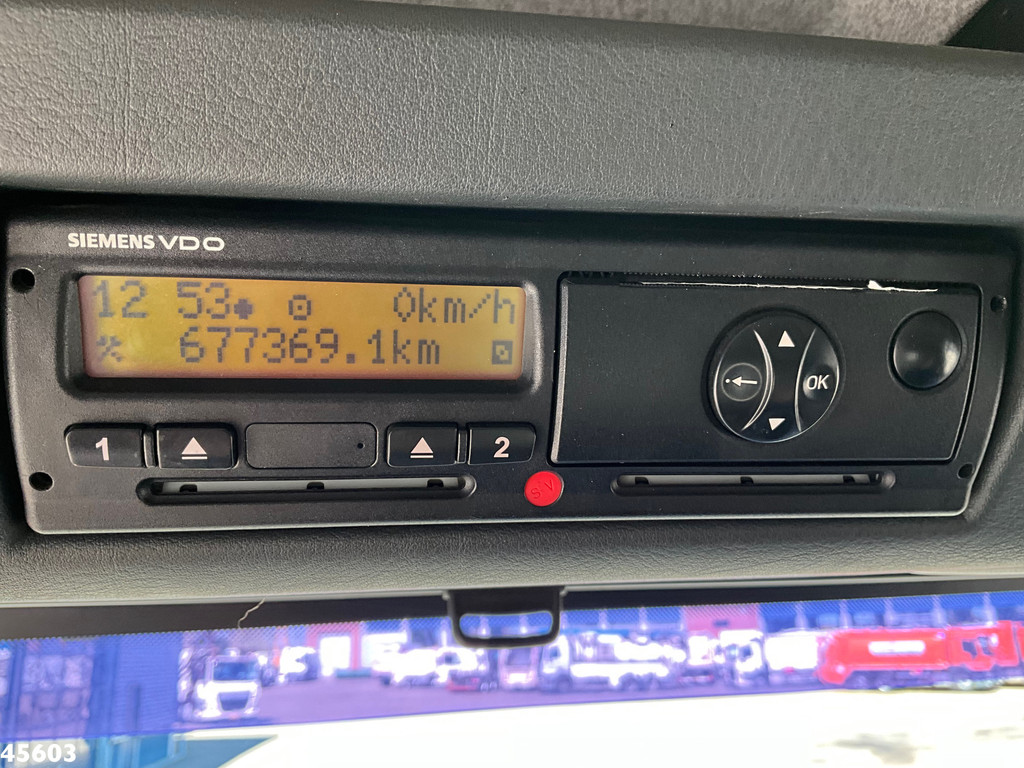 SIEMENS VDO
12 53 0km/h
677369.1km
OK
1 2
S·V
45603